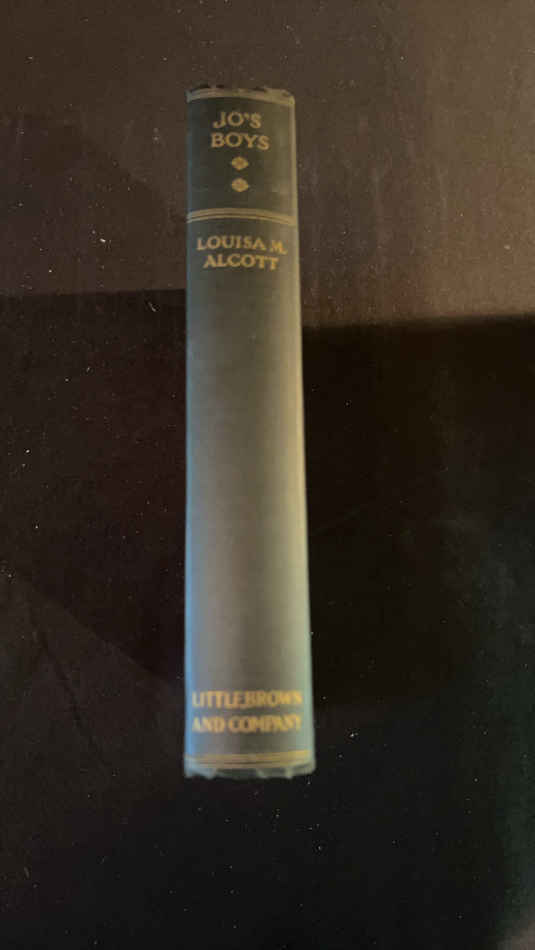 JO'S
BOYS
LOUISA M.
ALCOTT
LITTLE, BROWN
AND COMPANY